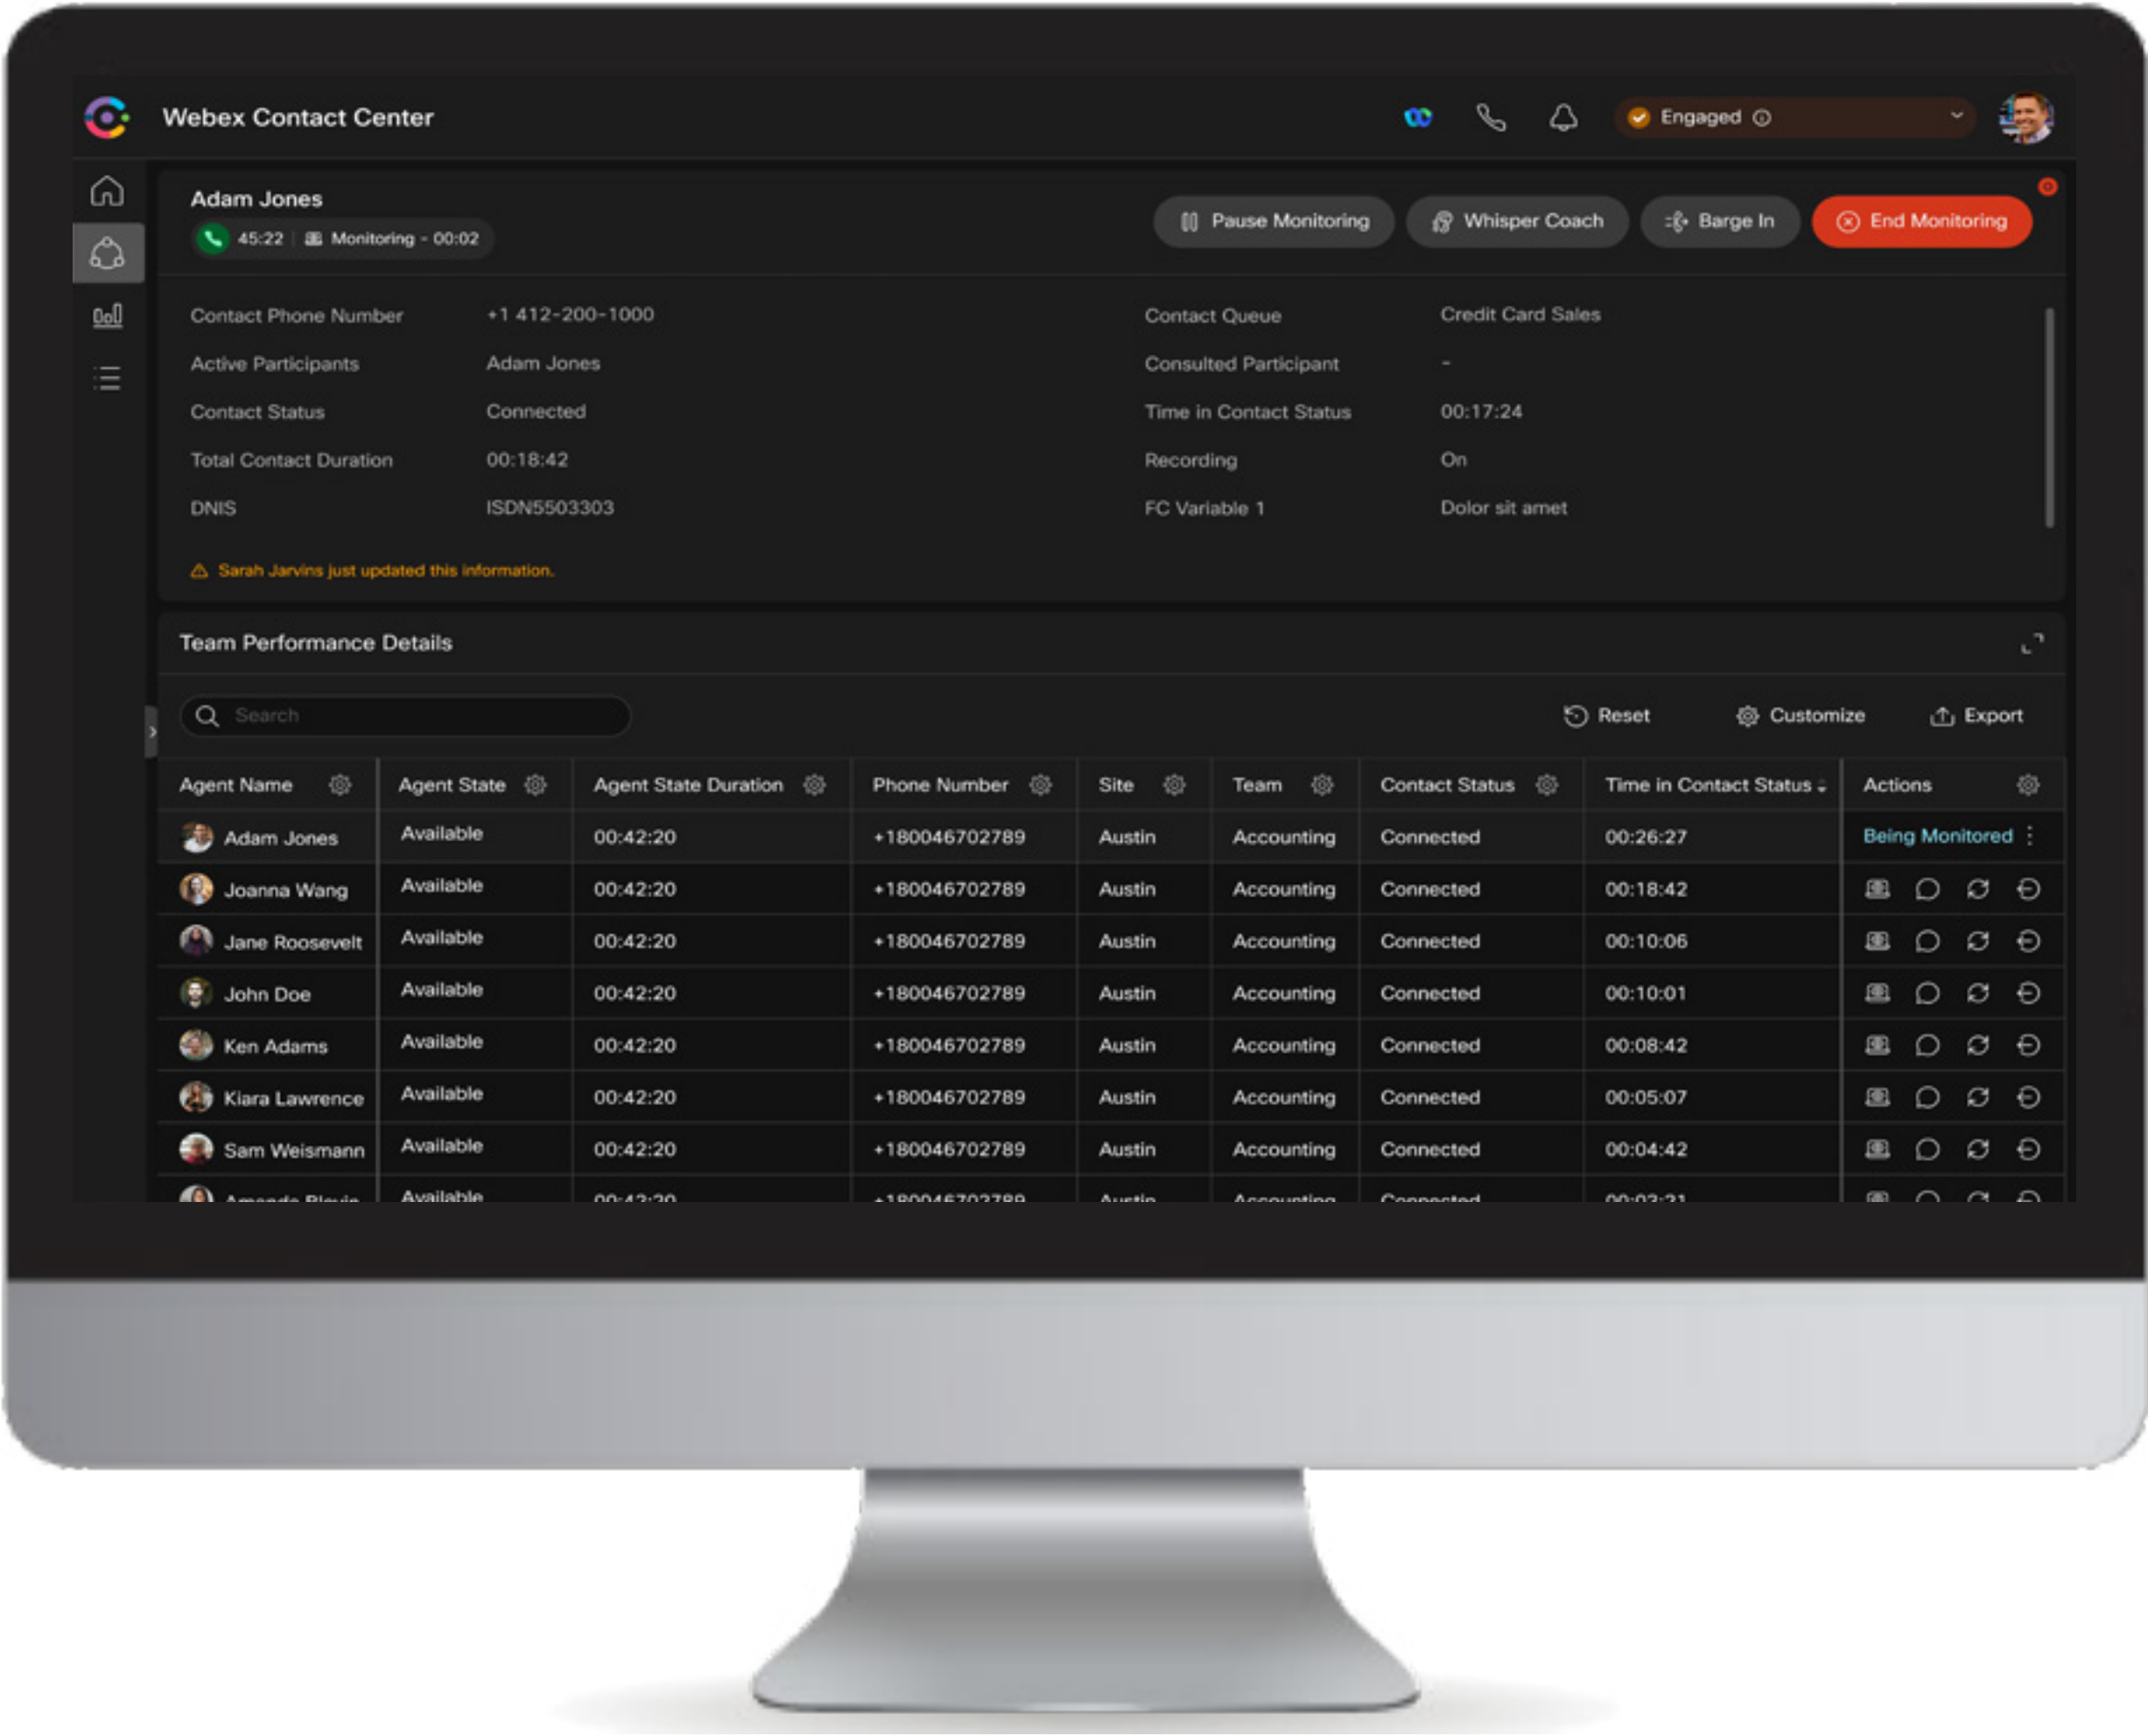 Webex Contact Center
Engaged
Adam Jones
45:22 Monitoring - 00:02
Pause Monitoring Whisper Coach Barge In End Monitoring
Contact Phone Number +1 412-200-1000 Contact Queue Credit Card Sales
Active Participants Adam Jones Consulted Participant -
Contact Status Connected Time in Contact Status 00:17:24
Total Contact Duration 00:18:42 Recording On
DNIS ISDN5503303 FC Variable 1 Dolor sit amet
Sarah Jarvins just updated this information.
Team Performance Details
Search Reset Customize Export
Agent Name Agent State Agent State Duration Phone Number Site Team Contact Status Time in Contact Status Actions
Adam Jones Available 00:42:20 +180046702789 Austin Accounting Connected 00:26:27 Being Monitored
Joanna Wang Available 00:42:20 +180046702789 Austin Accounting Connected 00:18:42
Jane Roosevelt Available 00:42:20 +180046702789 Austin Accounting Connected 00:10:06
John Doe Available 00:42:20 +180046702789 Austin Accounting Connected 00:10:01
Ken Adams Available 00:42:20 +180046702789 Austin Accounting Connected 00:08:42
Kiara Lawrence Available 00:42:20 +180046702789 Austin Accounting Connected 00:05:07
Sam Weismann Available 00:42:20 +180046702789 Austin Accounting Connected 00:04:42
Available 00:42:20 +180046702789 Austin Accounting Connected